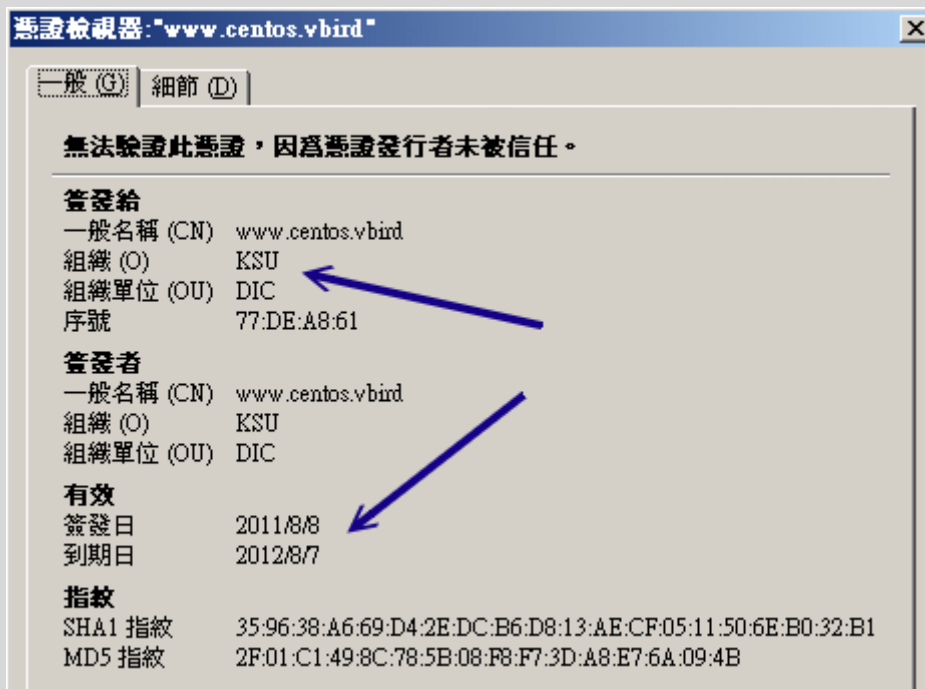 憑證檢視器:"www.centos.vbird"
一般 (G) 細節 (D)
無法驗證此憑證，因為憑證發行者未被信任。
簽發給
一般名稱 (CN) www.centos.vbird
組織 (O) KSU
組織單位 (OU) DIC
序號 77:DE:A8:61
簽發者
一般名稱 (CN) www.centos.vbird
組織 (O) KSU
組織單位 (OU) DIC
有效
簽發日 2011/8/8
到期日 2012/8/7
指紋
SHA1 指紋 35:96:38:A6:69:D4:2E:DC:B6:D8:13:AE:CF:05:11:50:6E:B0:32:B1
MD5 指紋 2F:01:C1:49:8C:78:5B:08:F8:F7:3D:A8:E7:6A:09:4B